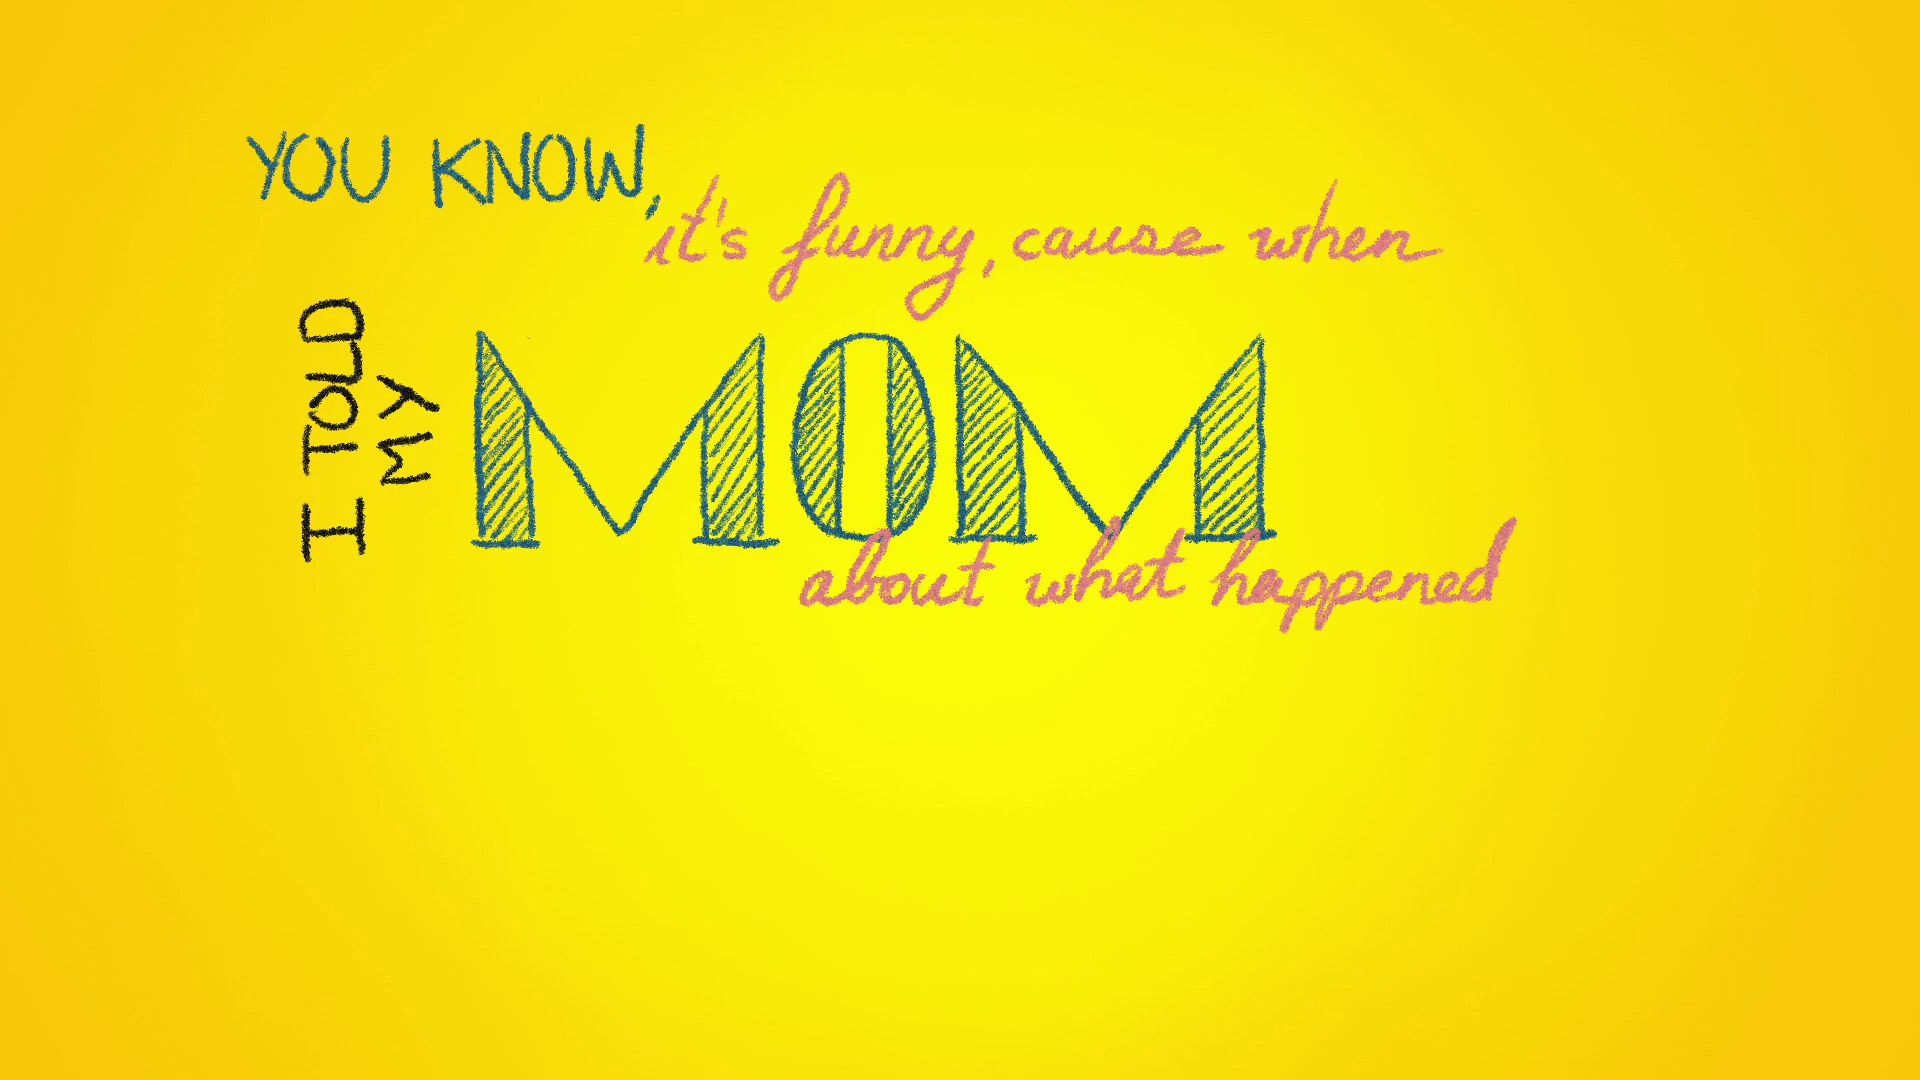 YOU KNOW,
it's funny, cause when
I TOLD
MY
MOM
about what happened